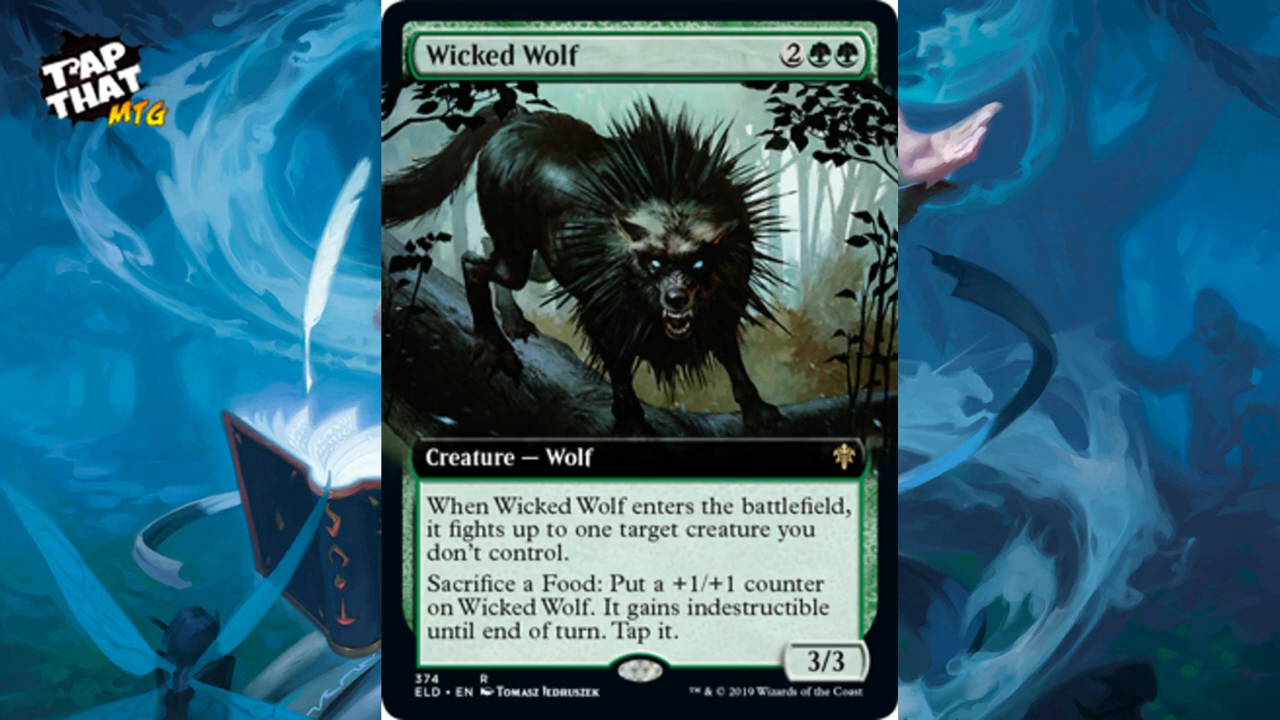 TRAP
THAT
MTG
Wicked Wolf 2
Creature — Wolf
When Wicked Wolf enters the battlefield,
it fights up to one target creature you
don't control.
Sacrifice a Food: Put a +1/+1 counter
on Wicked Wolf. It gains indestructible
until end of turn. Tap it.
3/3
374 R
ELD • EN Tomasz Jedruszek ™ & © 2019 Wizards of the Coast